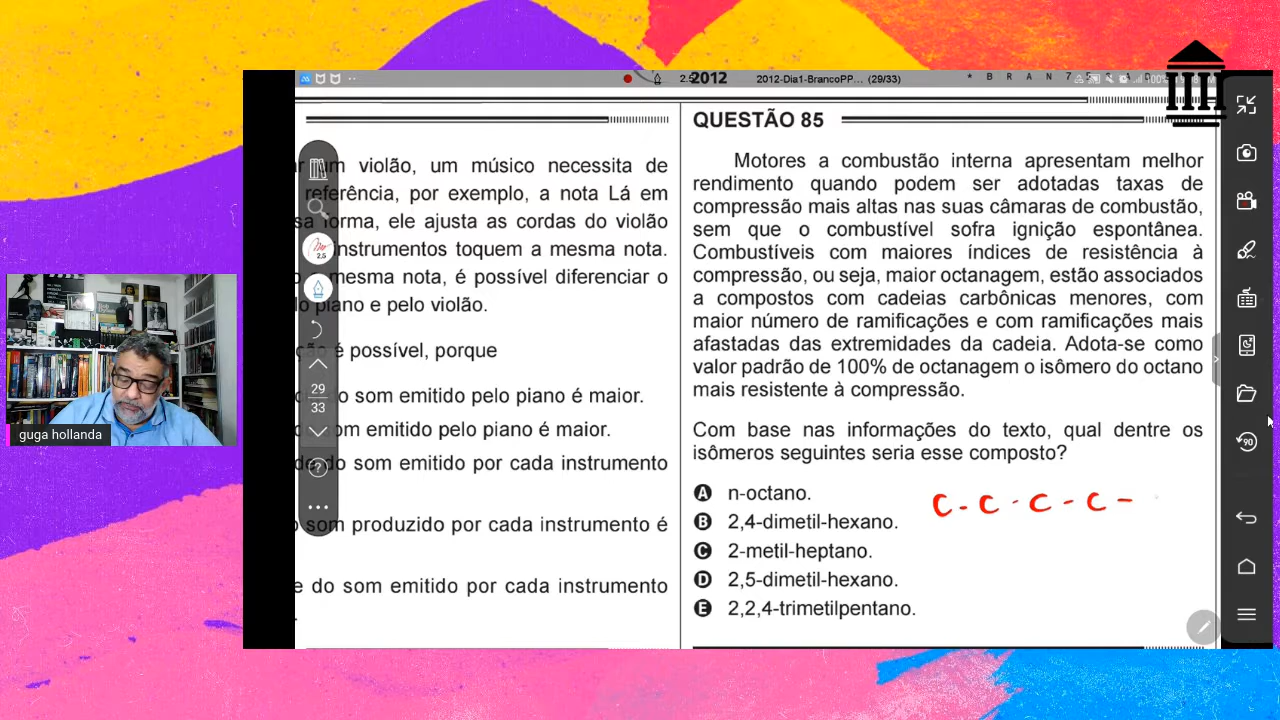 2.5
2012
2012-Dia1-BrancoPP... (29/33)
* B R A N 7 5
100%
violão, um músico necessita de
referência, por exemplo, a nota Lá em
forma, ele ajusta as cordas do violão
instrumentos toquem a mesma nota.
mesma nota, é possível diferenciar o
piano e pelo violão.
é possível, porque
o som emitido pelo piano é maior.
som emitido pelo piano é maior.
do som emitido por cada instrumento
som produzido por cada instrumento é
e do som emitido por cada instrumento
2,5
29
33
?
QUESTÃO 85
Motores a combustão interna apresentam melhor
rendimento quando podem ser adotadas taxas de
compressão mais altas nas suas câmaras de combustão,
sem que o combustível sofra ignição espontânea.
Combustíveis com maiores índices de resistência à
compressão, ou seja, maior octanagem, estão associados
a compostos com cadeias carbônicas menores, com
maior número de ramificações e com ramificações mais
afastadas das extremidades da cadeia. Adota-se como
valor padrão de 100% de octanagem o isômero do octano
mais resistente à compressão.
Com base nas informações do texto, qual dentre os
isômeros seguintes seria esse composto?
A n-octano.
B 2,4-dimetil-hexano.
C 2-metil-heptano.
D 2,5-dimetil-hexano.
E 2,2,4-trimetilpentano.
C - C - C - C -
guga hollanda
90